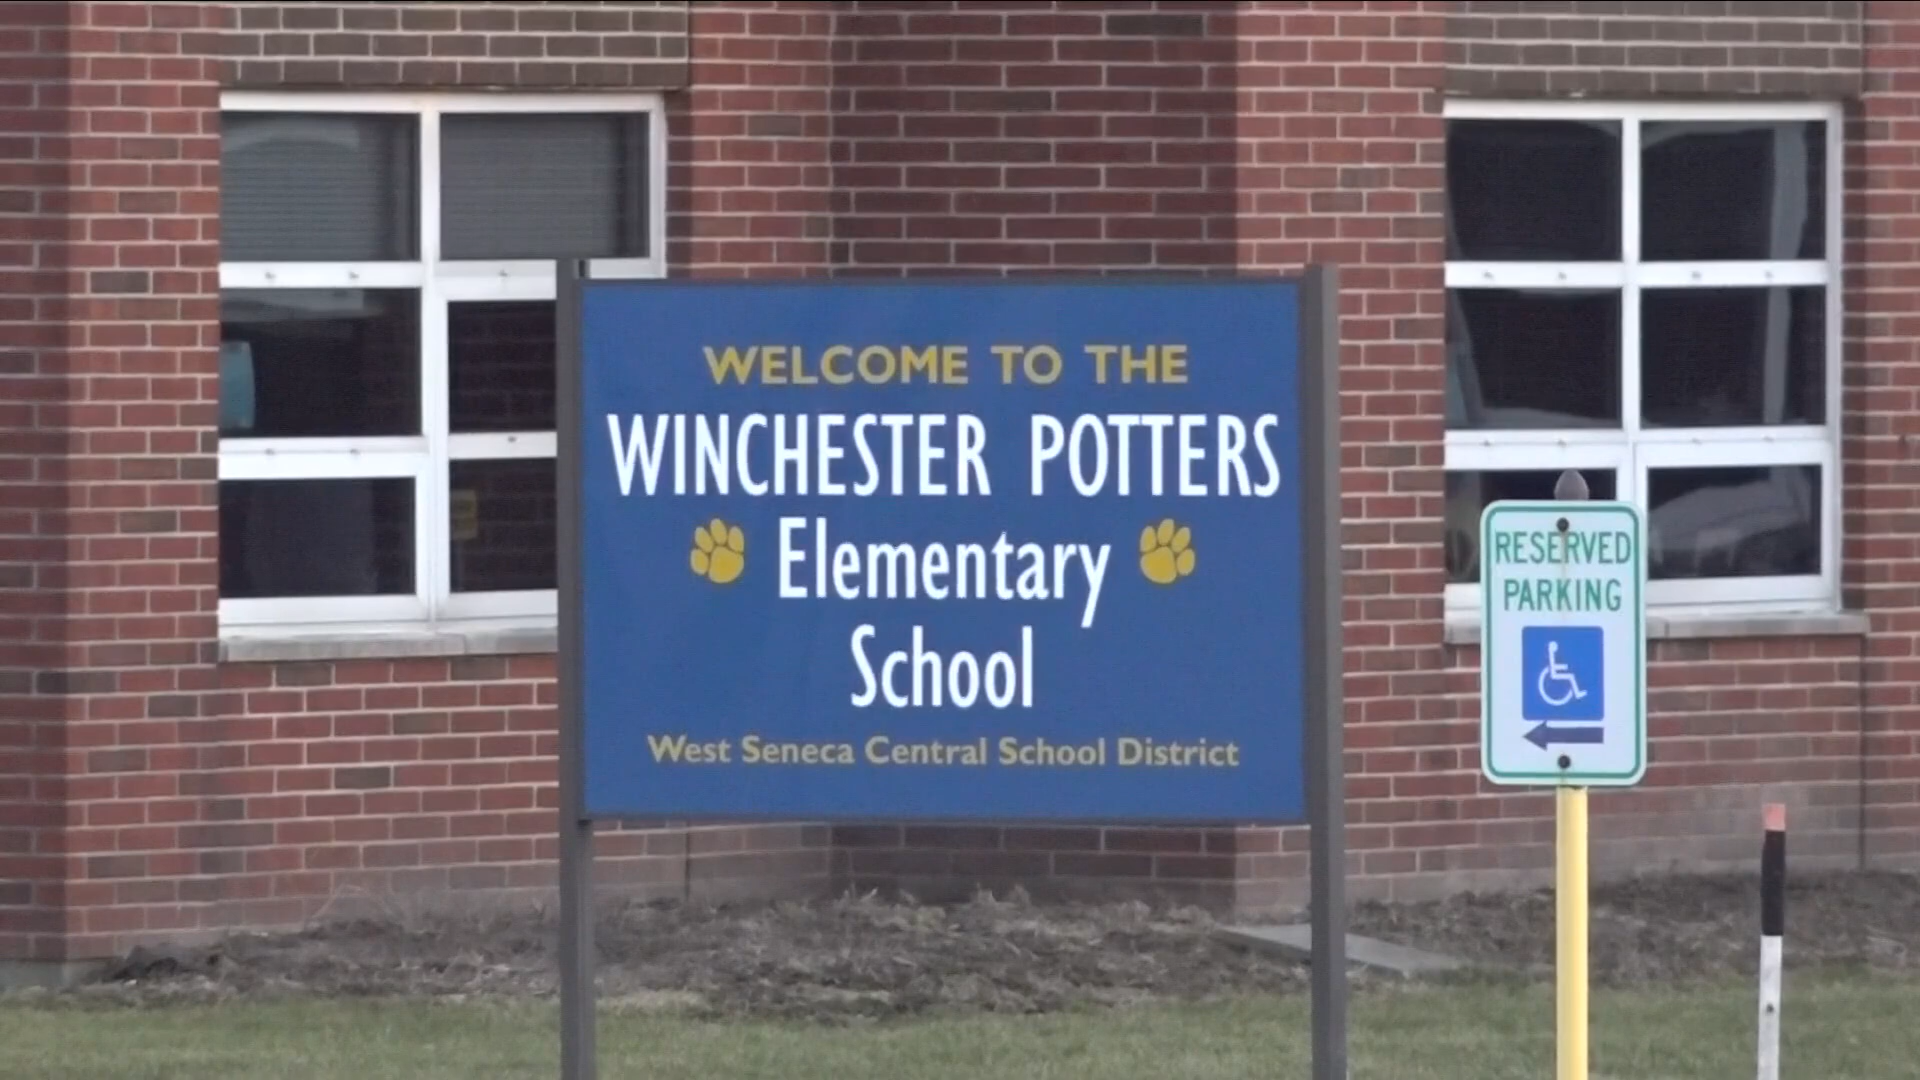 WELCOME TO THE
WINCHESTER POTTERS
Elementary
School
West Seneca Central School District
RESERVED
PARKING